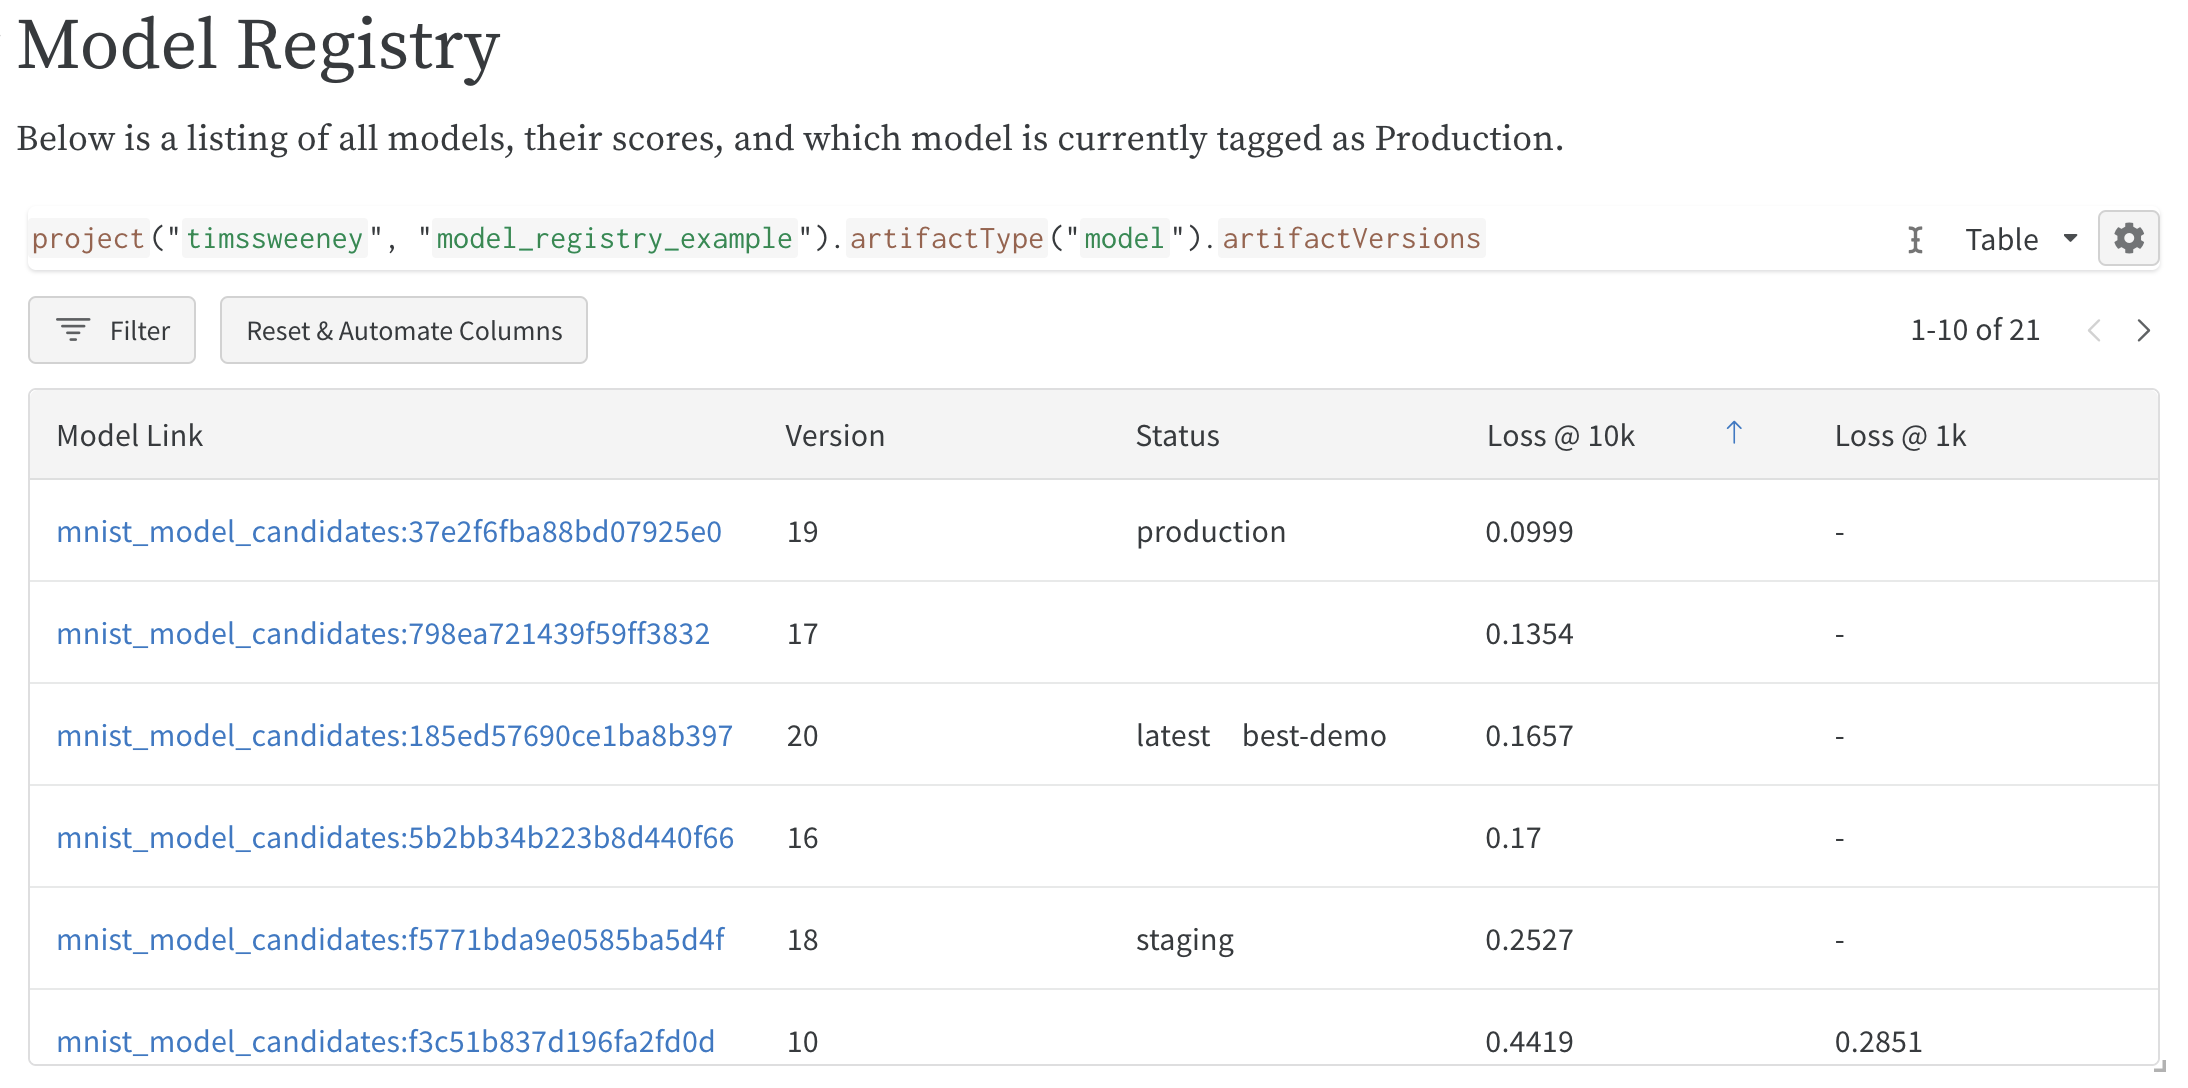 Model Registry
Below is a listing of all models, their scores, and which model is currently tagged as Production.
project("timssweeney", "model_registry_example").artifactType("model").artifactVersions Table
Filter Reset & Automate Columns 1-10 of 21
Model Link Version Status Loss @ 10k ↑ Loss @ 1k
mnist_model_candidates:37e2f6fba88bd07925e0 19 production 0.0999 -
mnist_model_candidates:798ea721439f59ff3832 17 0.1354 -
mnist_model_candidates:185ed57690ce1ba8b397 20 latest best-demo 0.1657 -
mnist_model_candidates:5b2bb34b223b8d440f66 16 0.17 -
mnist_model_candidates:f5771bda9e0585ba5d4f 18 staging 0.2527 -
mnist_model_candidates:f3c51b837d196fa2fd0d 10 0.4419 0.2851